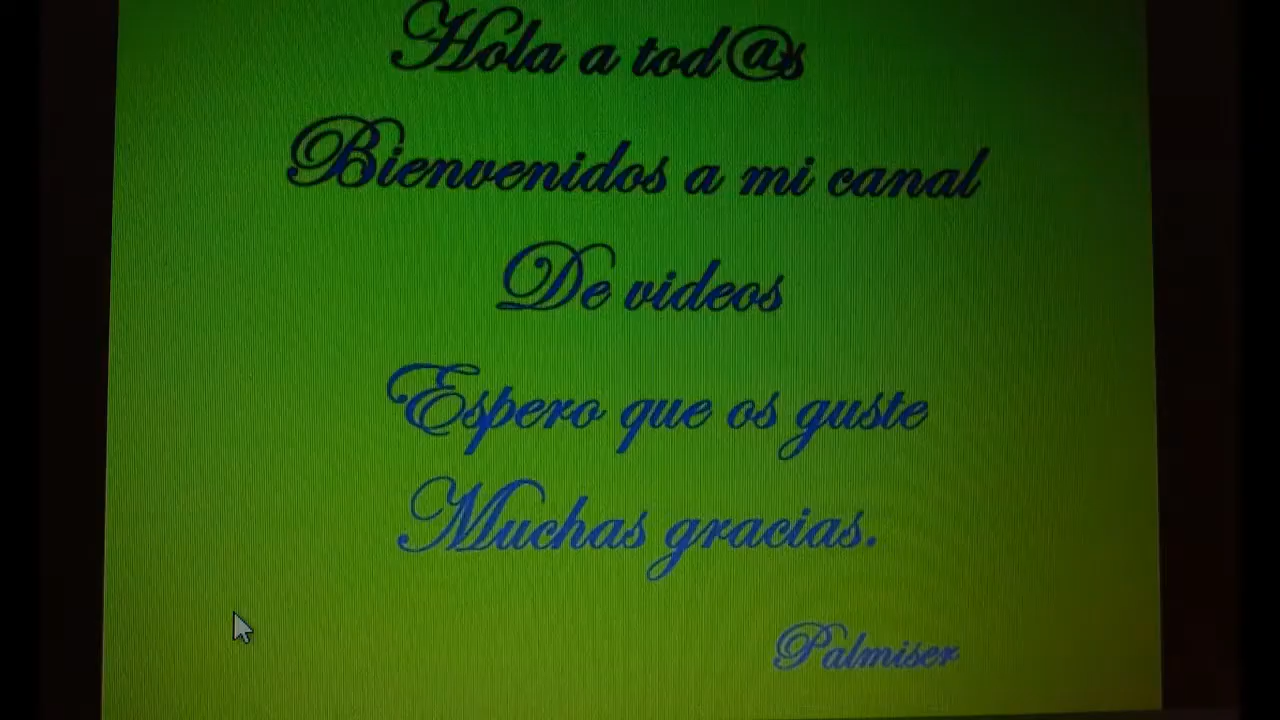 Hola a tod@s
Bienvenidos a mi canal
De videos
Espero que os guste
Muchas gracias.
Palmiser